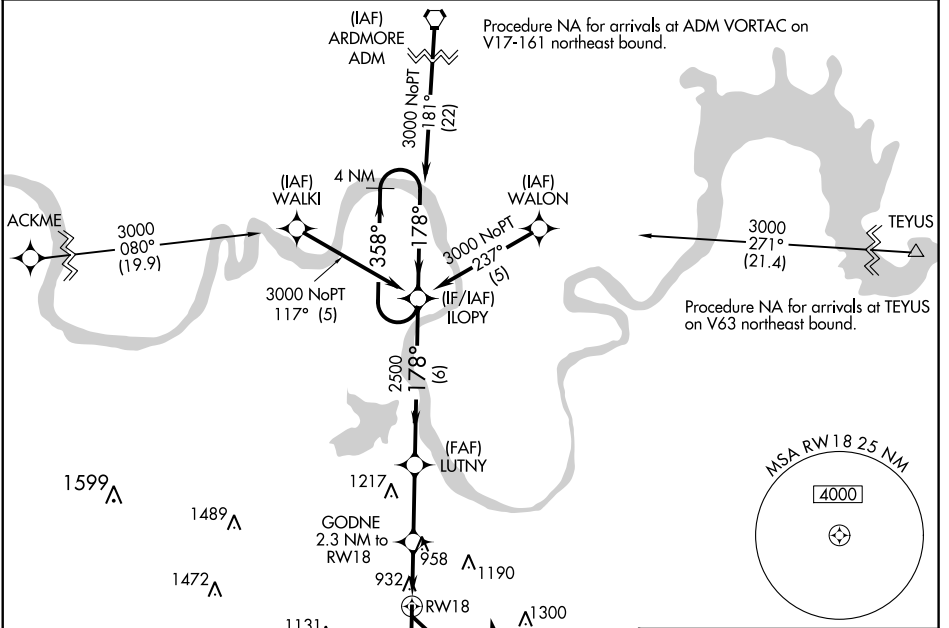 (IAF)
ARDMORE
ADM
Procedure NA for arrivals at ADM VORTAC on
V17-161 northeast bound.
3000 NoPT
181°
(22)
4 NM
(IAF)
WALKI
(IAF)
WALON
ACKME
3000
080°
(19.9)
358°
178°
3000 NoPT
237°
(5)
3000
271°
(21.4)
TEYUS
3000 NoPT
117° (5)
(IF/IAF)
ILOPY
Procedure NA for arrivals at TEYUS
on V63 northeast bound.
2500
178°
(6)
(FAF)
LUTNY
MSA RW18 25 NM
4000
1599
1217
1489
GODNE
2.3 NM to
RW18
958
1190
1472
932
RW18
1300
1131